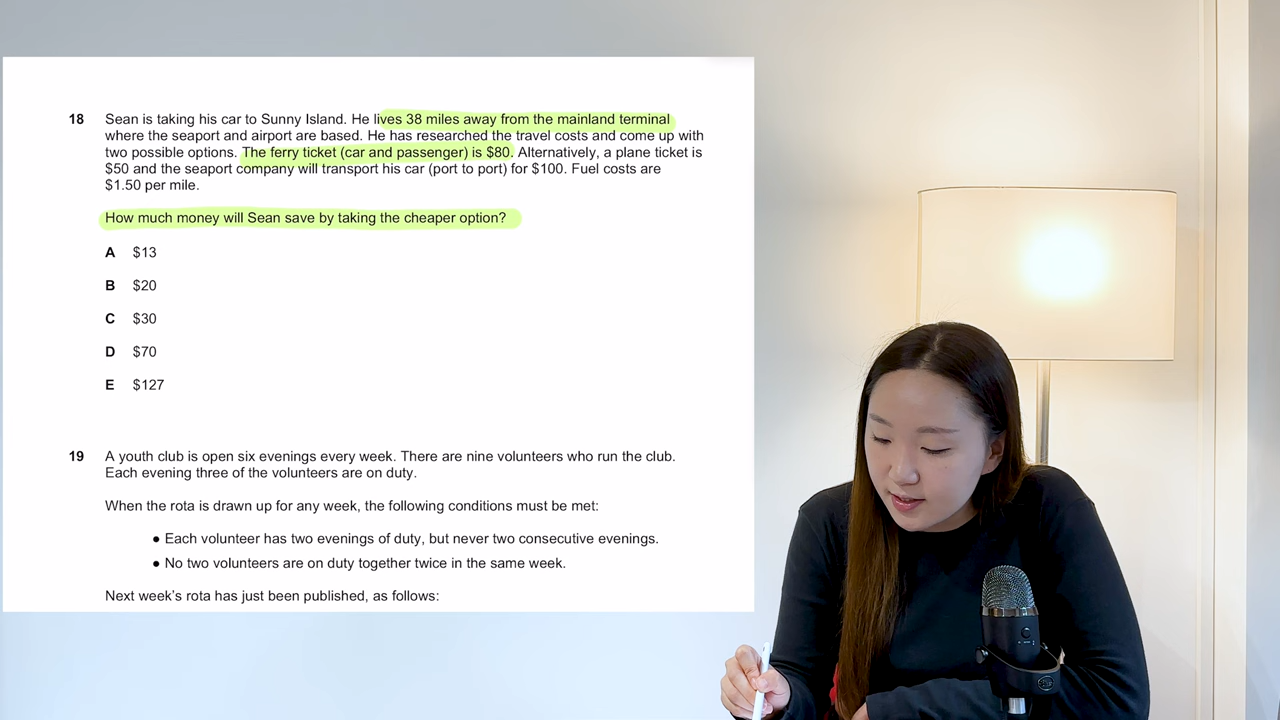 18 Sean is taking his car to Sunny Island. He lives 38 miles away from the mainland terminal
where the seaport and airport are based. He has researched the travel costs and come up with
two possible options. The ferry ticket (car and passenger) is $80. Alternatively, a plane ticket is
$50 and the seaport company will transport his car (port to port) for $100. Fuel costs are
$1.50 per mile.
How much money will Sean save by taking the cheaper option?
A $13
B $20
C $30
D $70
E $127
19 A youth club is open six evenings every week. There are nine volunteers who run the club.
Each evening three of the volunteers are on duty.
When the rota is drawn up for any week, the following conditions must be met:
● Each volunteer has two evenings of duty, but never two consecutive evenings.
● No two volunteers are on duty together twice in the same week.
Next week's rota has just been published, as follows: